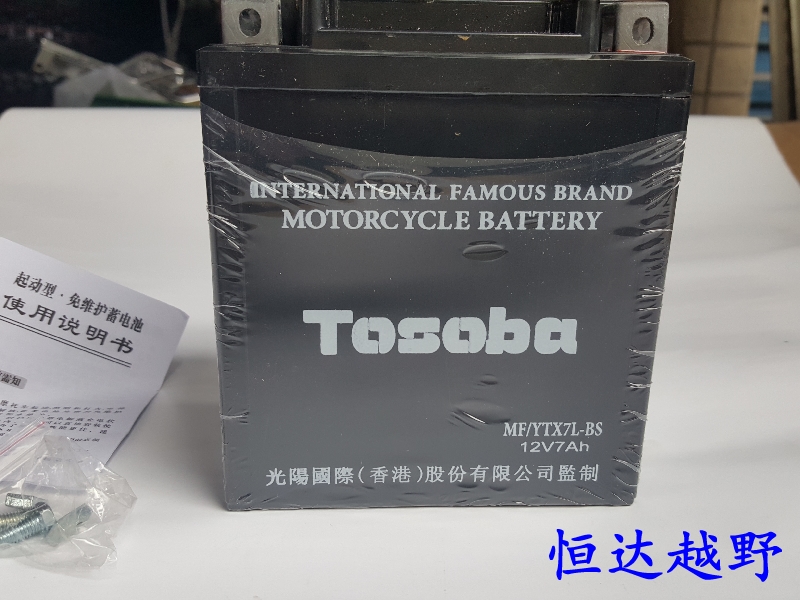 INTERNATIONAL FAMOUS BRAND
MOTORCYCLE BATTERY
Tosoba
MF/YTX7L-BS
12V7Ah
光陽國際(香港)股份有限公司監制
起动型·免维护蓄电池
使用说明书
恒达越野